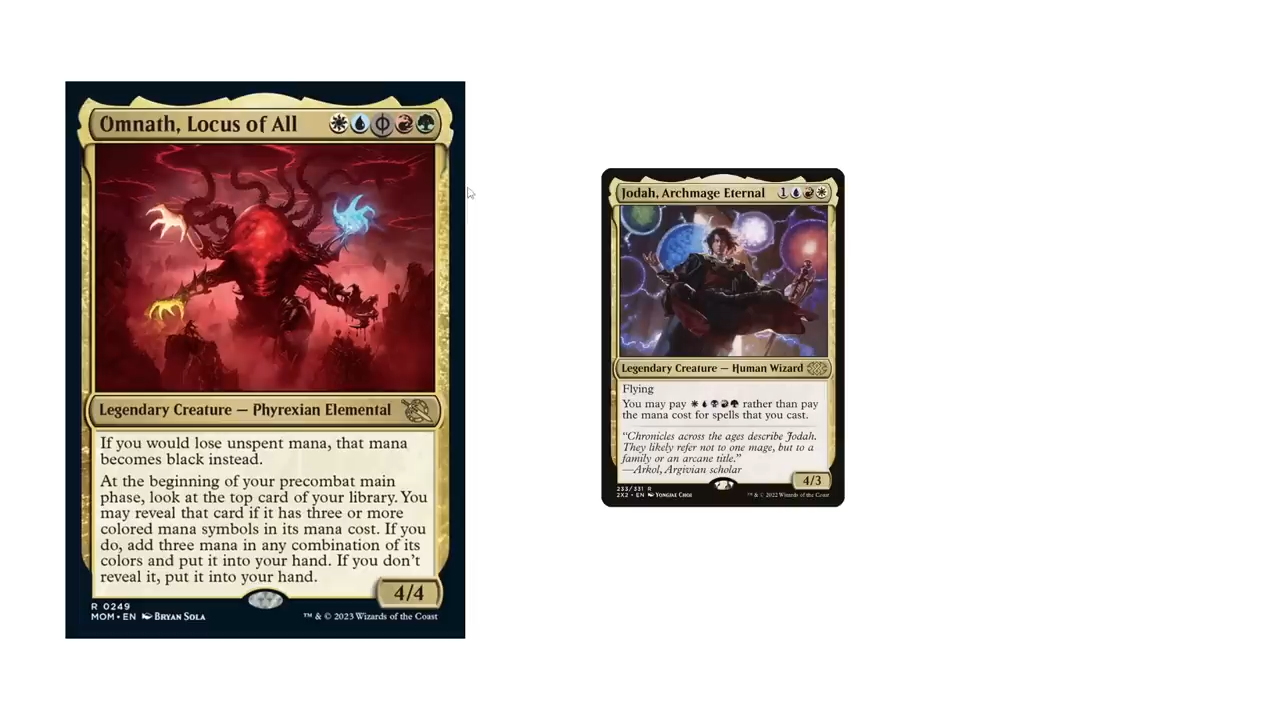 Omnath, Locus of All
Legendary Creature — Phyrexian Elemental
If you would lose unspent mana, that mana
becomes black instead.
At the beginning of your precombat main
phase, look at the top card of your library. You
may reveal that card if it has three or more
colored mana symbols in its mana cost. If you
do, add three mana in any combination of its
colors and put it into your hand. If you don't
reveal it, put it into your hand.
4/4
R 0249
MOM • EN BRYAN SOLA
™ & © 2023 Wizards of the Coast
Jodah, Archmage Eternal 1
Legendary Creature — Human Wizard
Flying
You may pay rather than pay
the mana cost for spells that you cast.
"Chronicles across the ages describe Jodah.
They likely refer not to one mage, but to a
family or an arcane title."
—Arkol, Argivian scholar
4/3
233/331 R
2X2 • EN YONGJAE CHOI
™ & © 2022 Wizards of the Coast